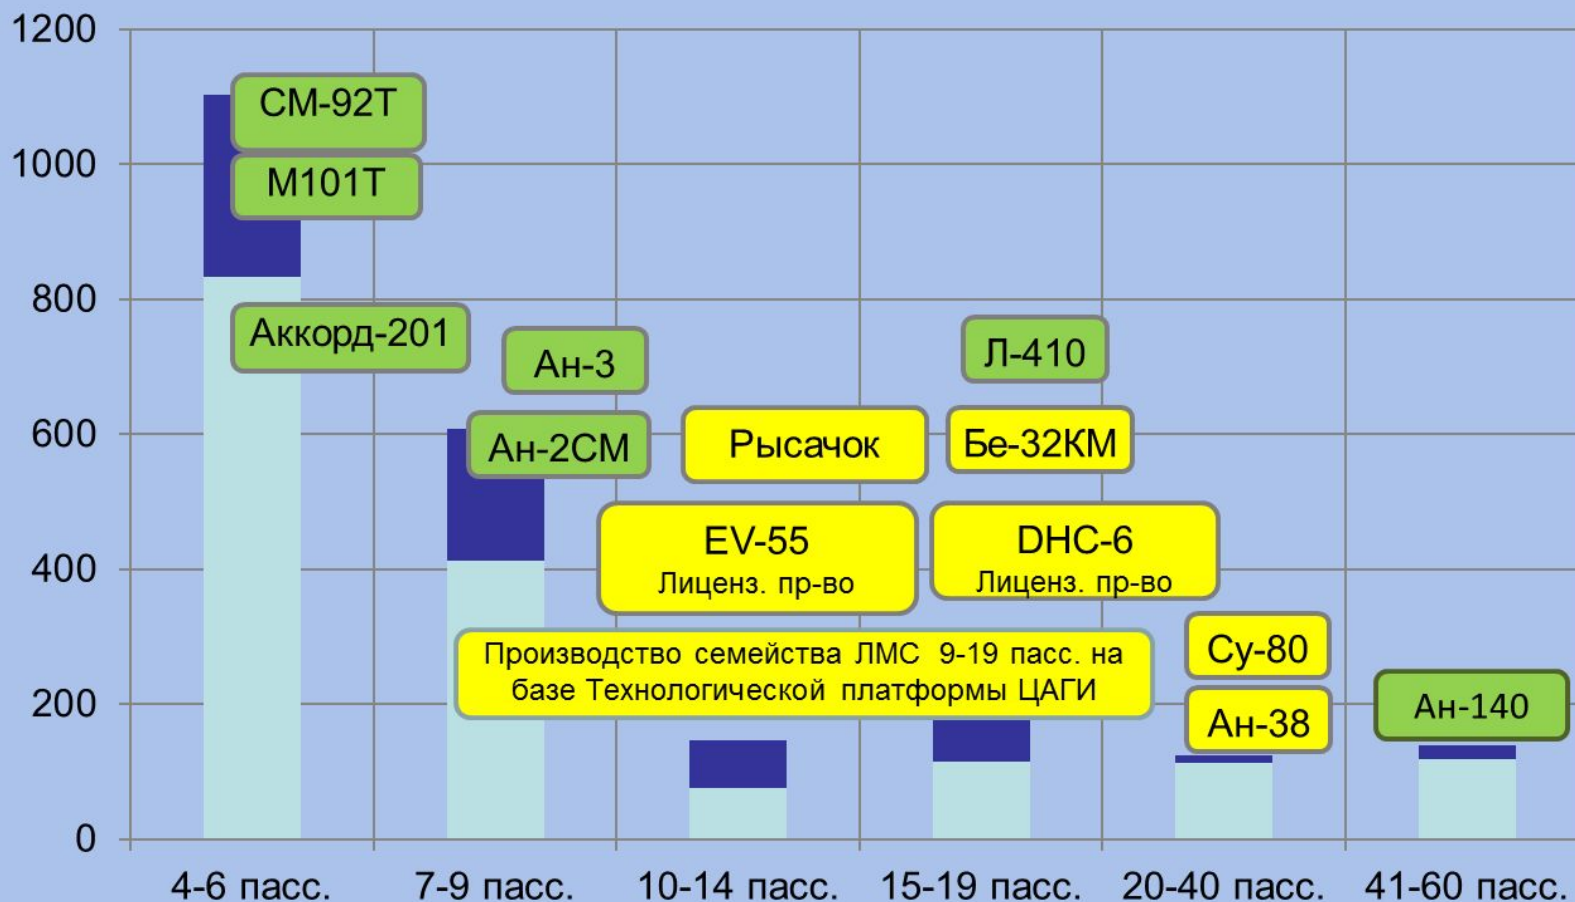 1200
1000
800
600
400
200
0
СМ-92Т
М101Т
Аккорд-201
Ан-3
Ан-2СМ
Рысачок
EV-55
Лиценз. пр-во
Л-410
Бе-32КМ
DHC-6
Лиценз. пр-во
Производство семейства ЛМС 9-19 пасс. на
базе Технологической платформы ЦАГИ
Су-80
Ан-38
Ан-140
4-6 пасс.
7-9 пасс.
10-14 пасс.
15-19 пасс.
20-40 пасс.
41-60 пасс.